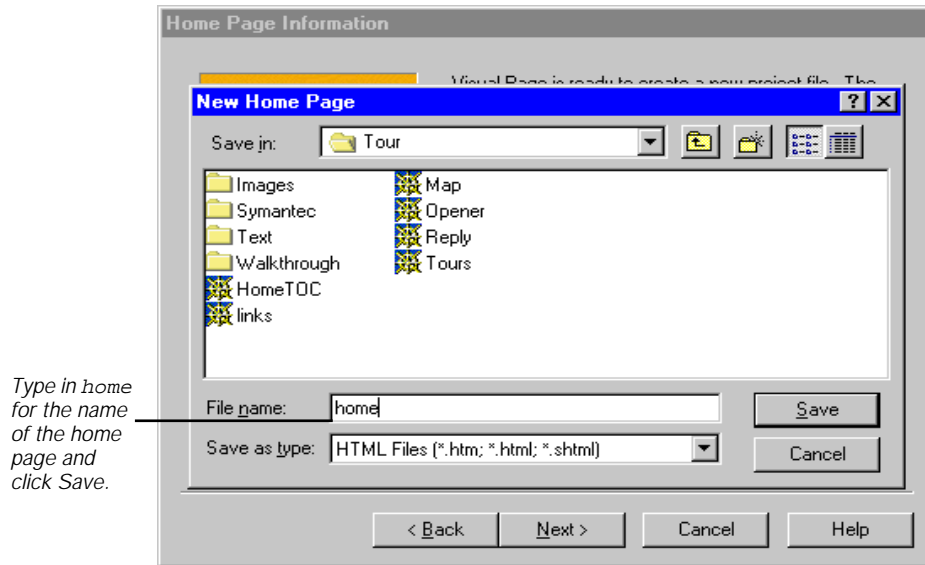 Home Page Information
Visual Page is ready to create a new project file. The
New Home Page
Save in: Tour
Images
Symantec
Text
Walkthrough
HomeTOC
links
Map
Opener
Reply
Tours
File name: home
Save
Save as type: HTML Files (*.htm; *.html; *.shtml)
Cancel
Type in home
for the name
of the home
page and
click Save.
< Back
Next >
Cancel
Help